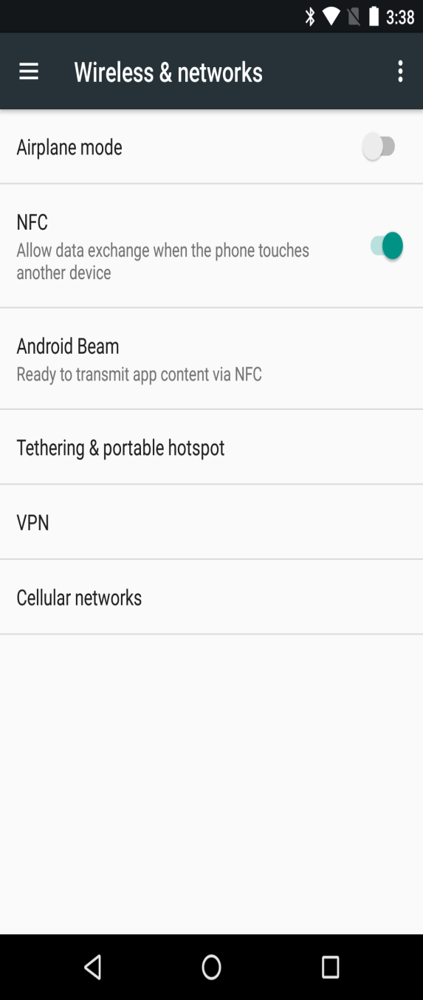 3:38
Wireless & networks
Airplane mode
NFC
Allow data exchange when the phone touches
another device
Android Beam
Ready to transmit app content via NFC
Tethering & portable hotspot
VPN
Cellular networks